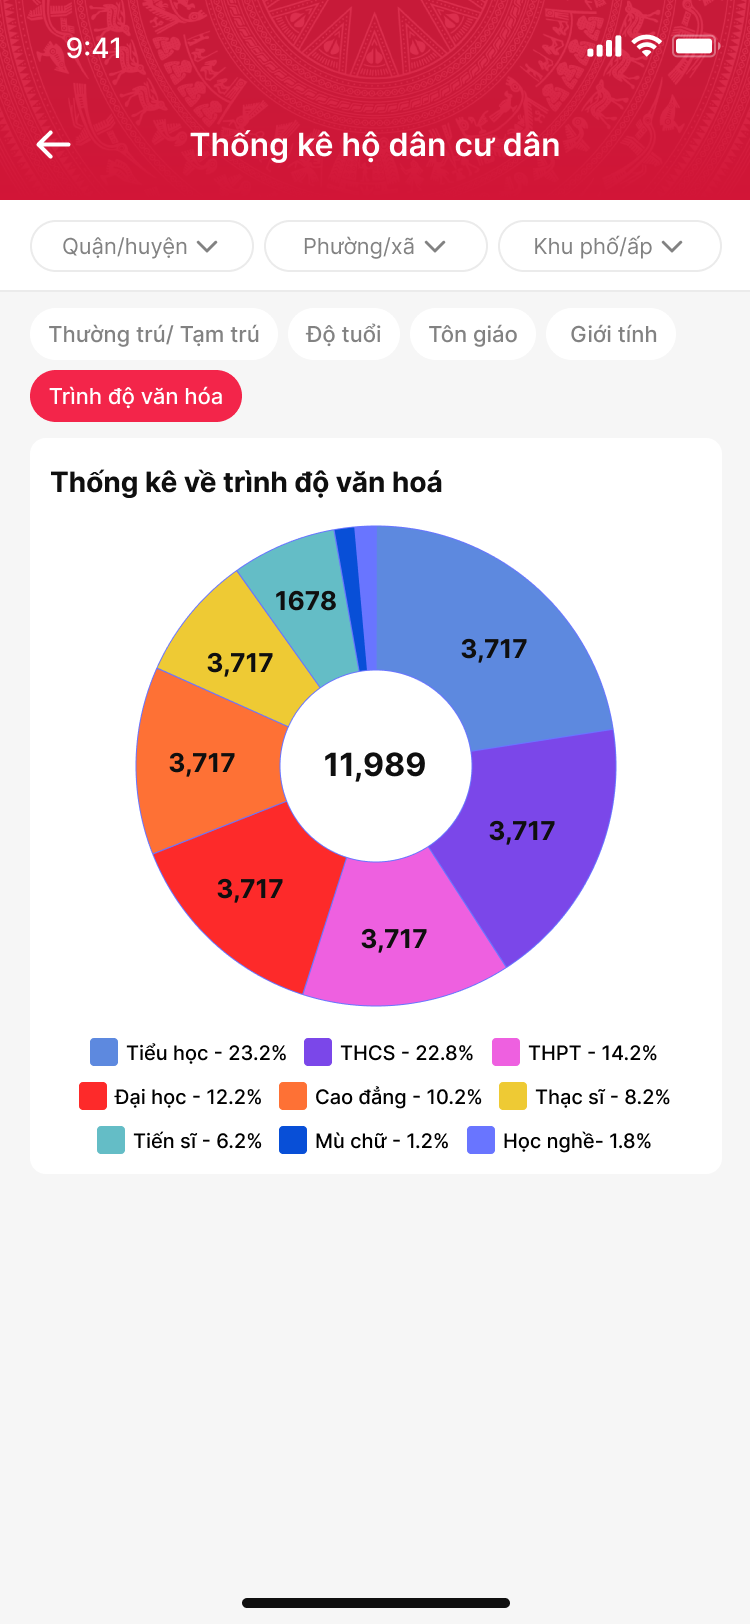 9:41
Thống kê hộ dân cư dân
Quận/huyện Phường/xã Khu phố/ấp
Thường trú/ Tạm trú Độ tuổi Tôn giáo Giới tính
Trình độ văn hóa
Thống kê về trình độ văn hoá
1678
3,717
3,717
3,717
11,989
3,717
3,717
3,717
3,717
Tiểu học - 23.2% THCS - 22.8% THPT - 14.2%
Đại học - 12.2% Cao đẳng - 10.2% Thạc sĩ - 8.2%
Tiến sĩ - 6.2% Mù chữ - 1.2% Học nghề- 1.8%